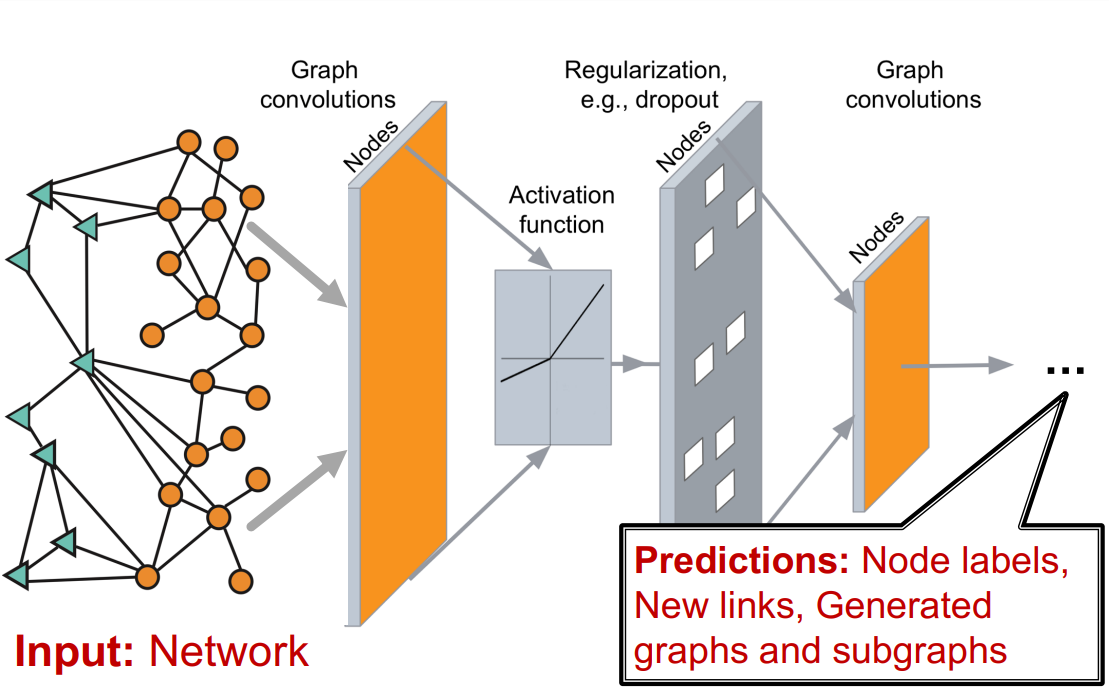 Graph
convolutions
Regularization,
e.g., dropout
Graph
convolutions
Nodes
Nodes
Activation
function
Nodes
...
Predictions: Node labels,
New links, Generated
graphs and subgraphs
Input: Network